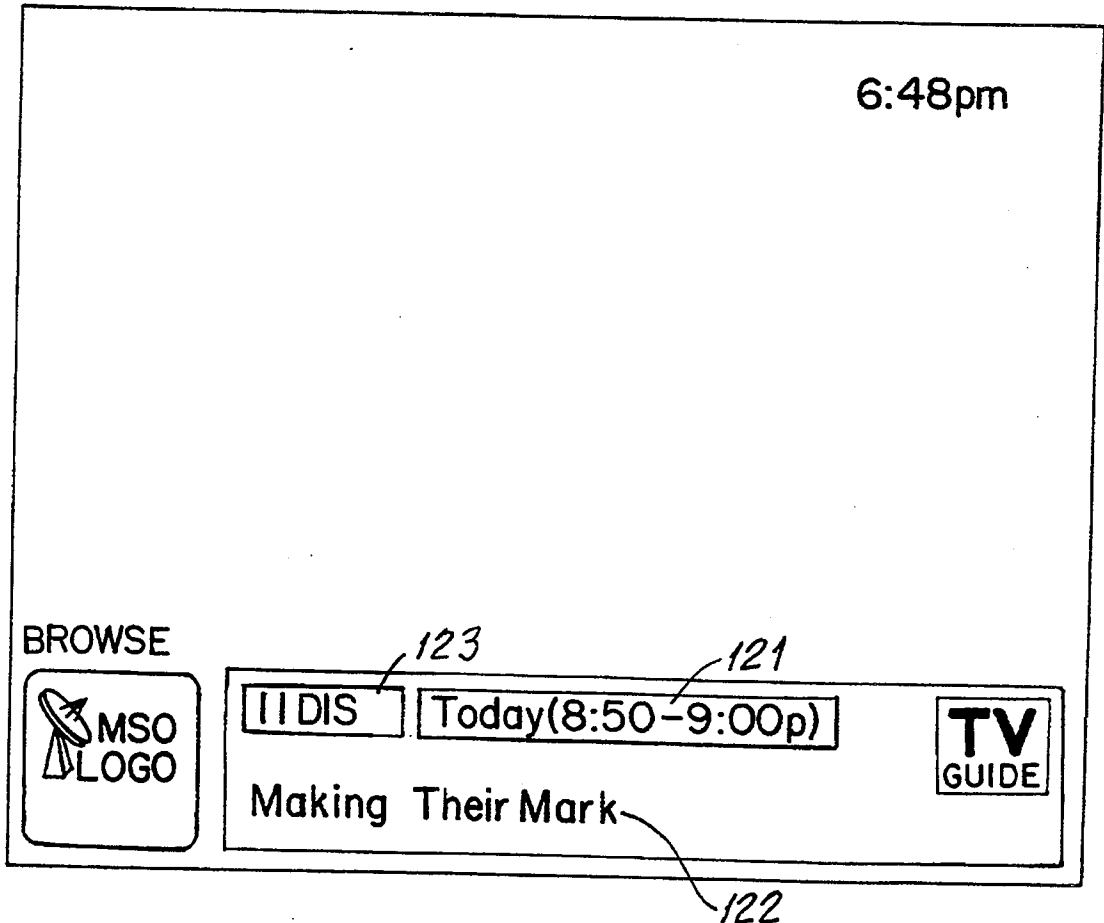 6:48pm
BROWSE
123
121
MSO
LOGO
11 DIS
Today(8:50-9:00p)
TV
GUIDE
Making Their Mark
122